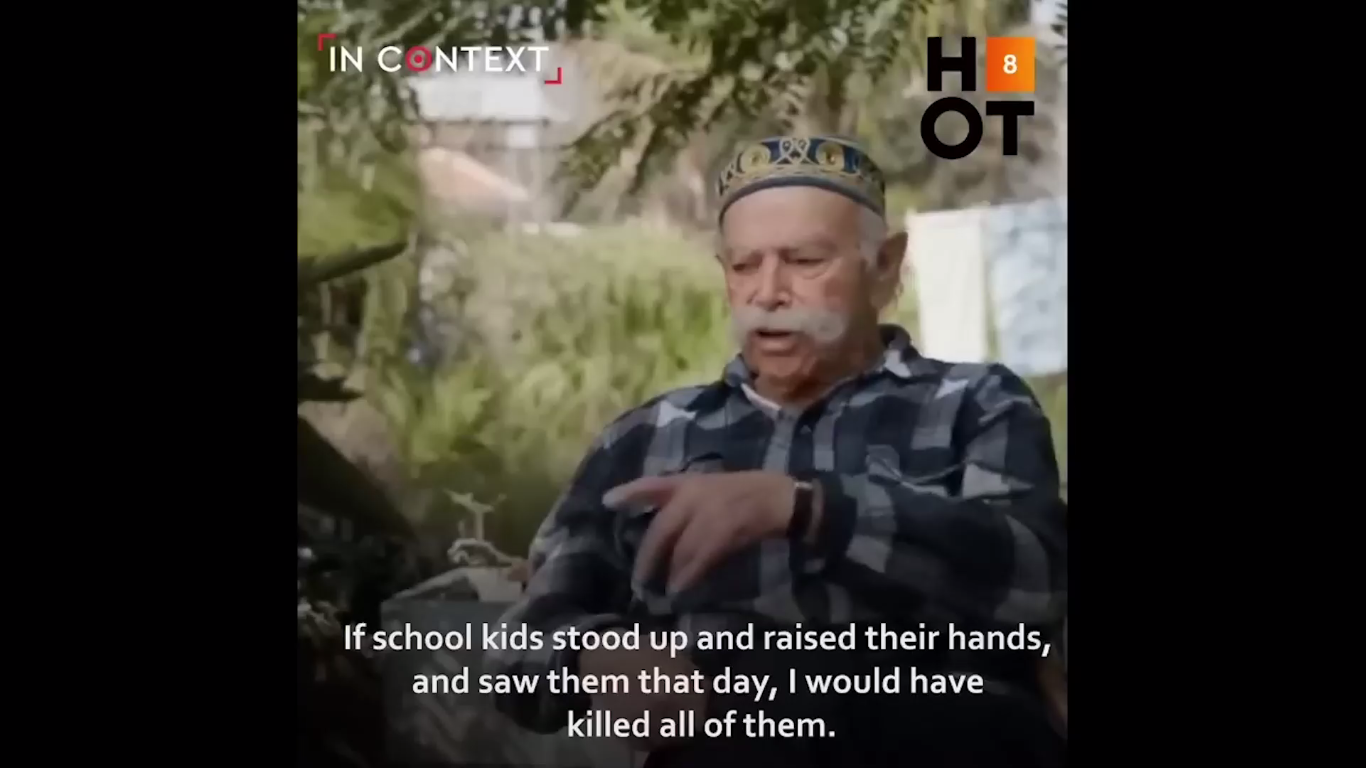 IN CONTEXT
H 8
OT
If school kids stood up and raised their hands,
and saw them that day, I would have
killed all of them.